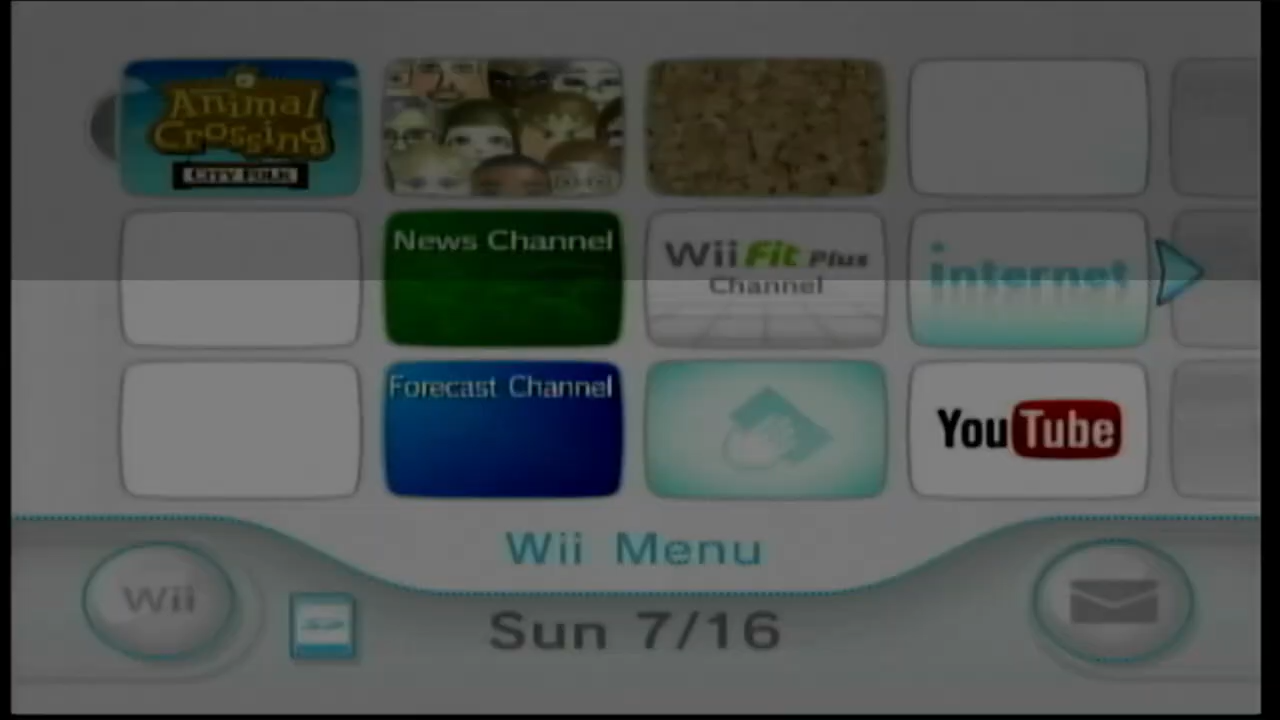 Animal
Crossing
CITY FOLK
News Channel
Wii Fit Plus
Channel
internet
Forecast Channel
YouTube
Wii Menu
Wii
Sun 7/16